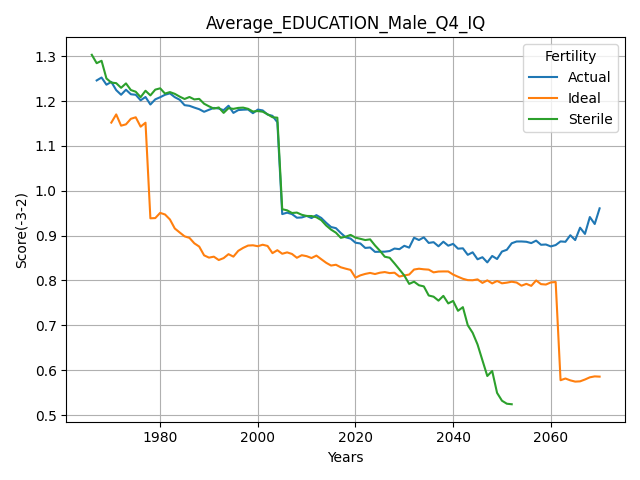 Average_EDUCATION_Male_Q4_IQ
Fertility
Actual
Ideal
Sterile
Score(-3-2)
1.3
1.2
1.1
1.0
0.9
0.8
0.7
0.6
0.5
1980
2000
2020
2040
2060
Years